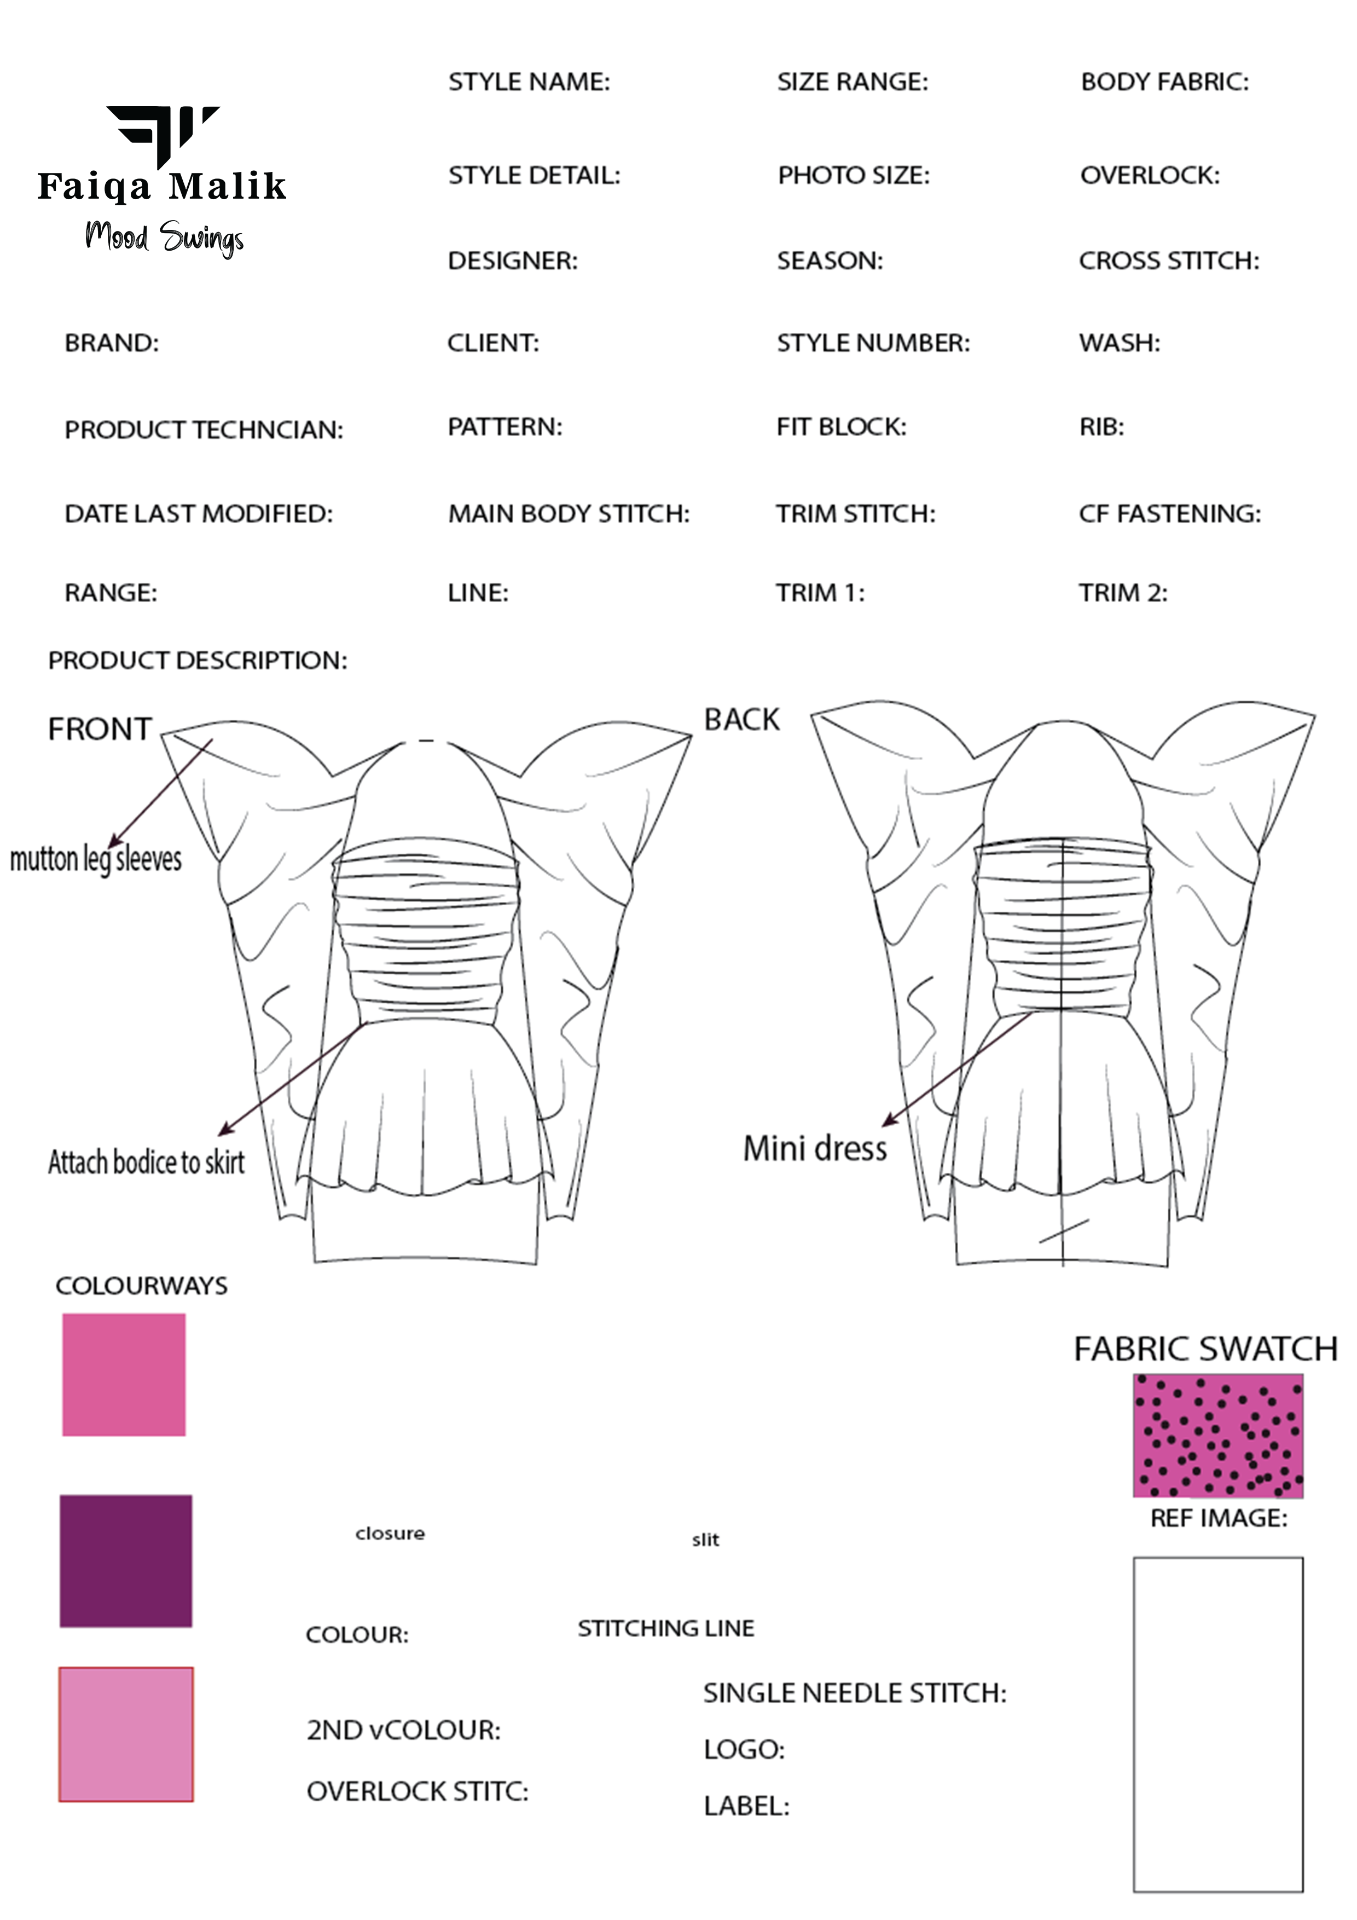 STYLE NAME: SIZE RANGE: BODY FABRIC:
Faiqa Malik
Mood Swings
STYLE DETAIL: PHOTO SIZE: OVERLOCK:
DESIGNER: SEASON: CROSS STITCH:
BRAND: CLIENT: STYLE NUMBER: WASH:
PRODUCT TECHNCIAN: PATTERN: FIT BLOCK: RIB:
DATE LAST MODIFIED: MAIN BODY STITCH: TRIM STITCH: CF FASTENING:
RANGE: LINE: TRIM 1: TRIM 2:
PRODUCT DESCRIPTION:
FRONT BACK
mutton leg sleeves
Attach bodice to skirt
Mini dress
COLOURWAYS
FABRIC SWATCH
REF IMAGE:
closure slit
COLOUR: STITCHING LINE
SINGLE NEEDLE STITCH:
2ND vCOLOUR:
LOGO:
OVERLOCK STITC:
LABEL: